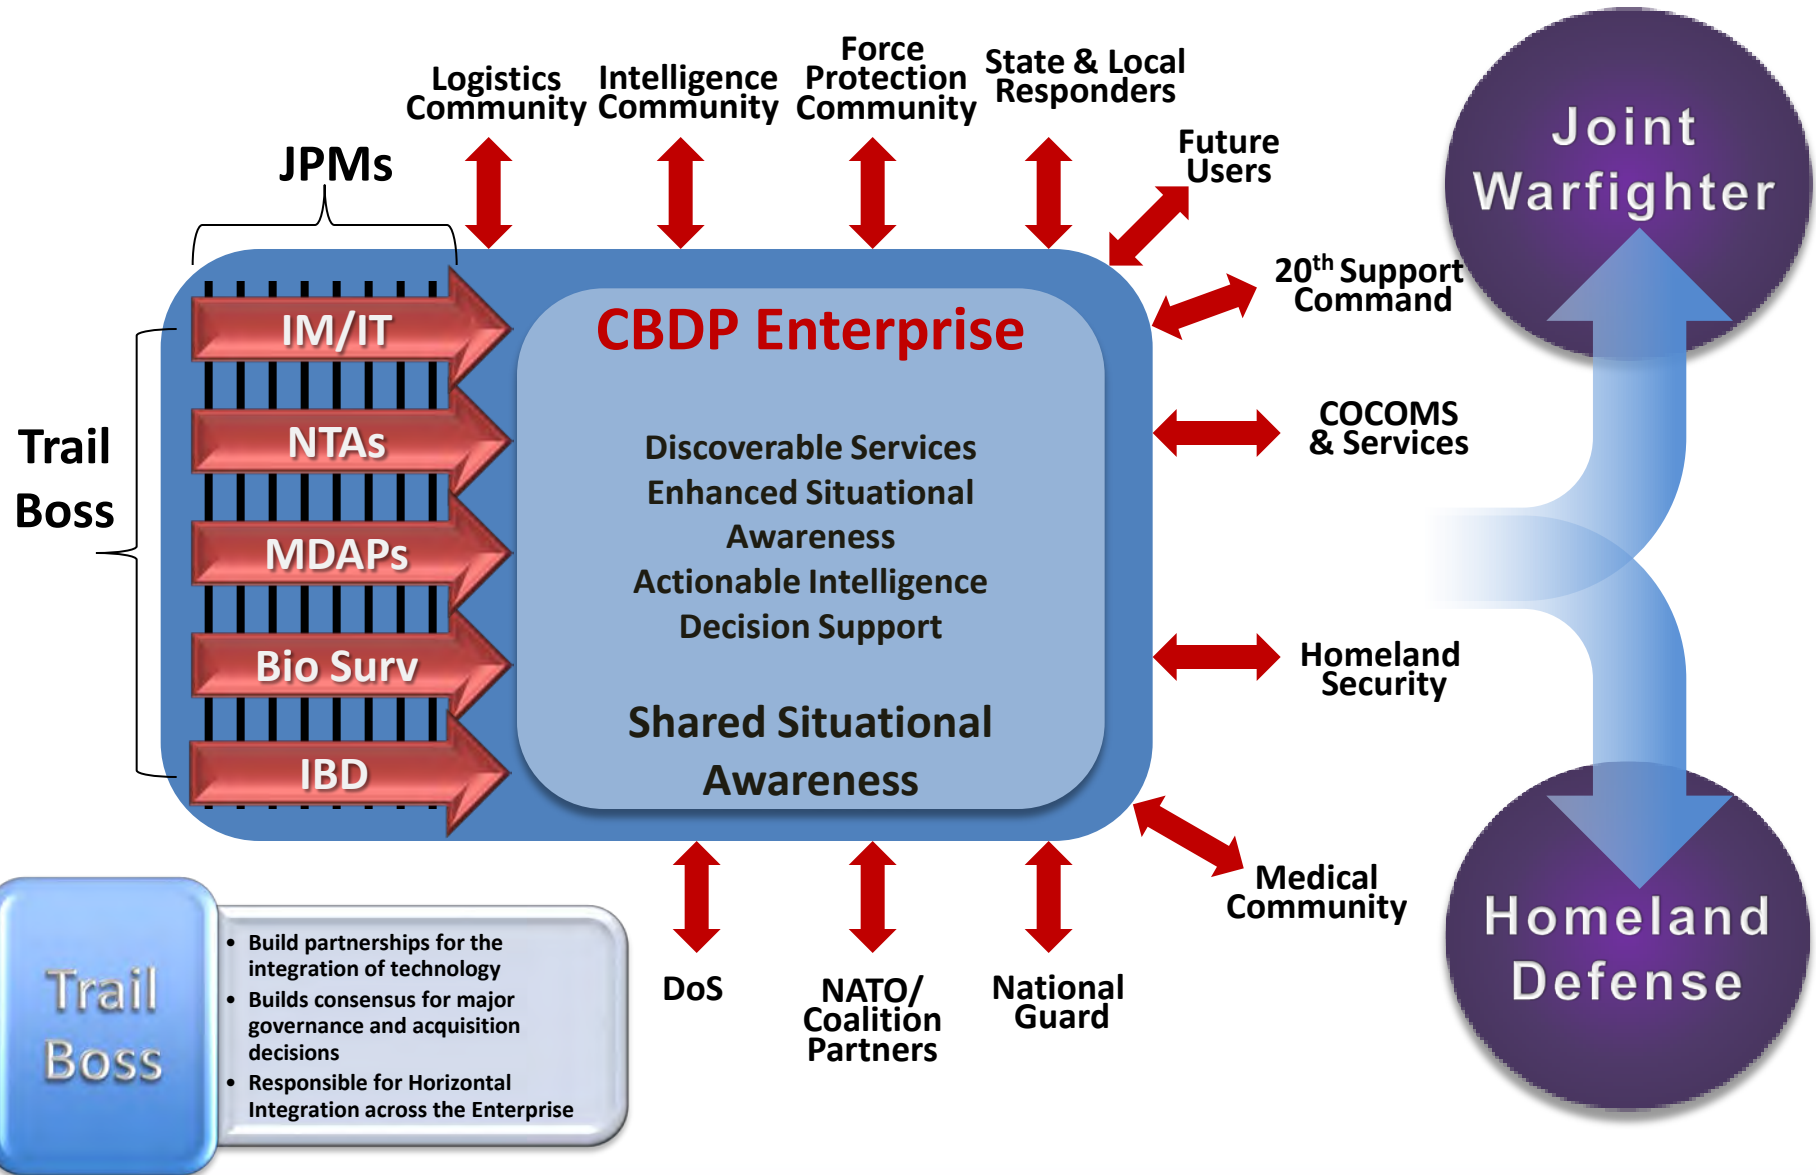 Logistics
Community
Intelligence
Community
Force
Protection
Community
State & Local
Responders
Future
Users
JPMs
20th Support
Command
COCOMS
& Services
Homeland
Security
Medical
Community
Trail
Boss
IM/IT
NTAs
MDAPs
Bio Surv
IBD
CBDP Enterprise
Discoverable Services
Enhanced Situational
Awareness
Actionable Intelligence
Decision Support
Shared Situational
Awareness
DoS
NATO/
Coalition
Partners
National
Guard
Joint
Warfighter
Homeland
Defense
Trail
Boss
• Build partnerships for the
integration of technology
• Builds consensus for major
governance and acquisition
decisions
• Responsible for Horizontal
Integration across the Enterprise